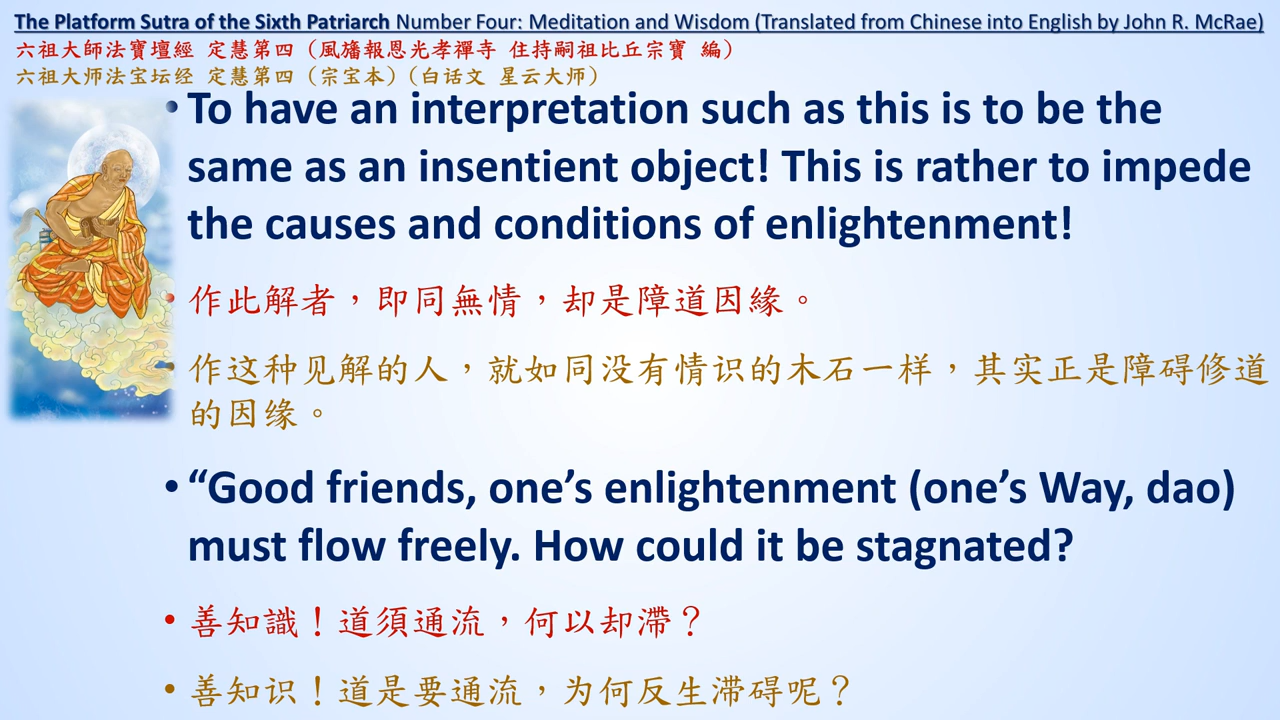 The Platform Sutra of the Sixth Patriarch Number Four: Meditation and Wisdom (Translated from Chinese into English by John R. McRae)
六祖大師法寶壇經 定慧第四 (風旛報恩光孝禪寺 住持嗣祖比丘宗寶 編)
六祖大师法宝坛经 定慧第四 (宗宝本) (白话文 星云大师)
• To have an interpretation such as this is to be the
same as an insentient object! This is rather to impede
the causes and conditions of enlightenment!
• 作此解者，即同無情，却是障道因緣。
• 作这种见解的人，就如同没有情识的木石一样，其实正是障碍修道
的因缘。
• “Good friends, one’s enlightenment (one’s Way, dao)
must flow freely. How could it be stagnated?
• 善知識！道須通流，何以却滯？
• 善知识！道是要通流，为何反生滞碍呢？